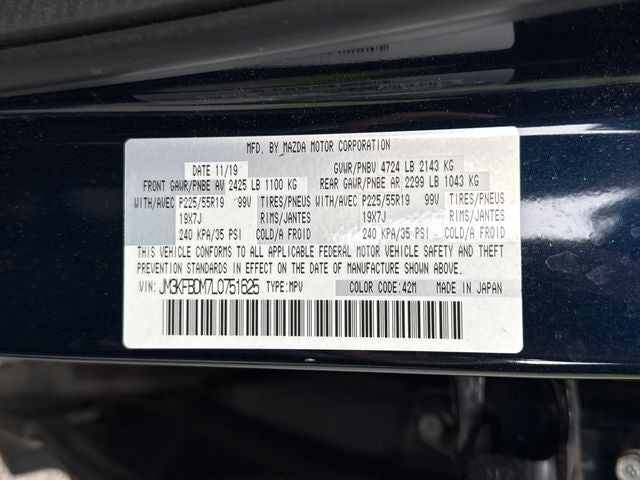 MFD. BY MAZDA MOTOR CORPORATION
DATE 11/19 GVWR/PNBV 4724 LB 2143 KG
FRONT GAWR/PNBE AV 2425 LB 1100 KG REAR GAWR/PNBE AR 2299 LB 1043 KG
WITH/AVEC P225/55R19 99V TIRES/PNEUS WITH/AVEC P225/55R19 99V TIRES/PNEUS
19X7J RIMS/JANTES 19X7J RIMS/JANTES
240 KPA/35 PSI COLD/A FROID 240 KPA/35 PSI COLD/A FROID
THIS VEHICLE CONFORMS TO ALL APPLICABLE FEDERAL MOTOR VEHICLE SAFETY AND THEFT
PREVENTION STANDARDS IN EFFECT ON THE DATE OF MANUFACTURE SHOWN ABOVE.
VIN: JM3KFBDM7L0751625 TYPE:MPV COLOR CODE:42M MADE IN JAPAN